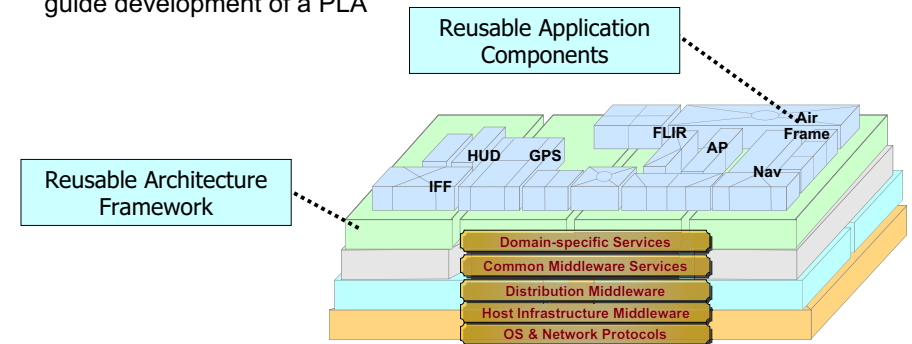 guide development of a PLA
Reusable Application
Components
Reusable Architecture
Framework
Air
Frame
FLIR
AP
HUD
GPS
Nav
IFF
Domain-specific Services
Common Middleware Services
Distribution Middleware
Host Infrastructure Middleware
OS & Network Protocols